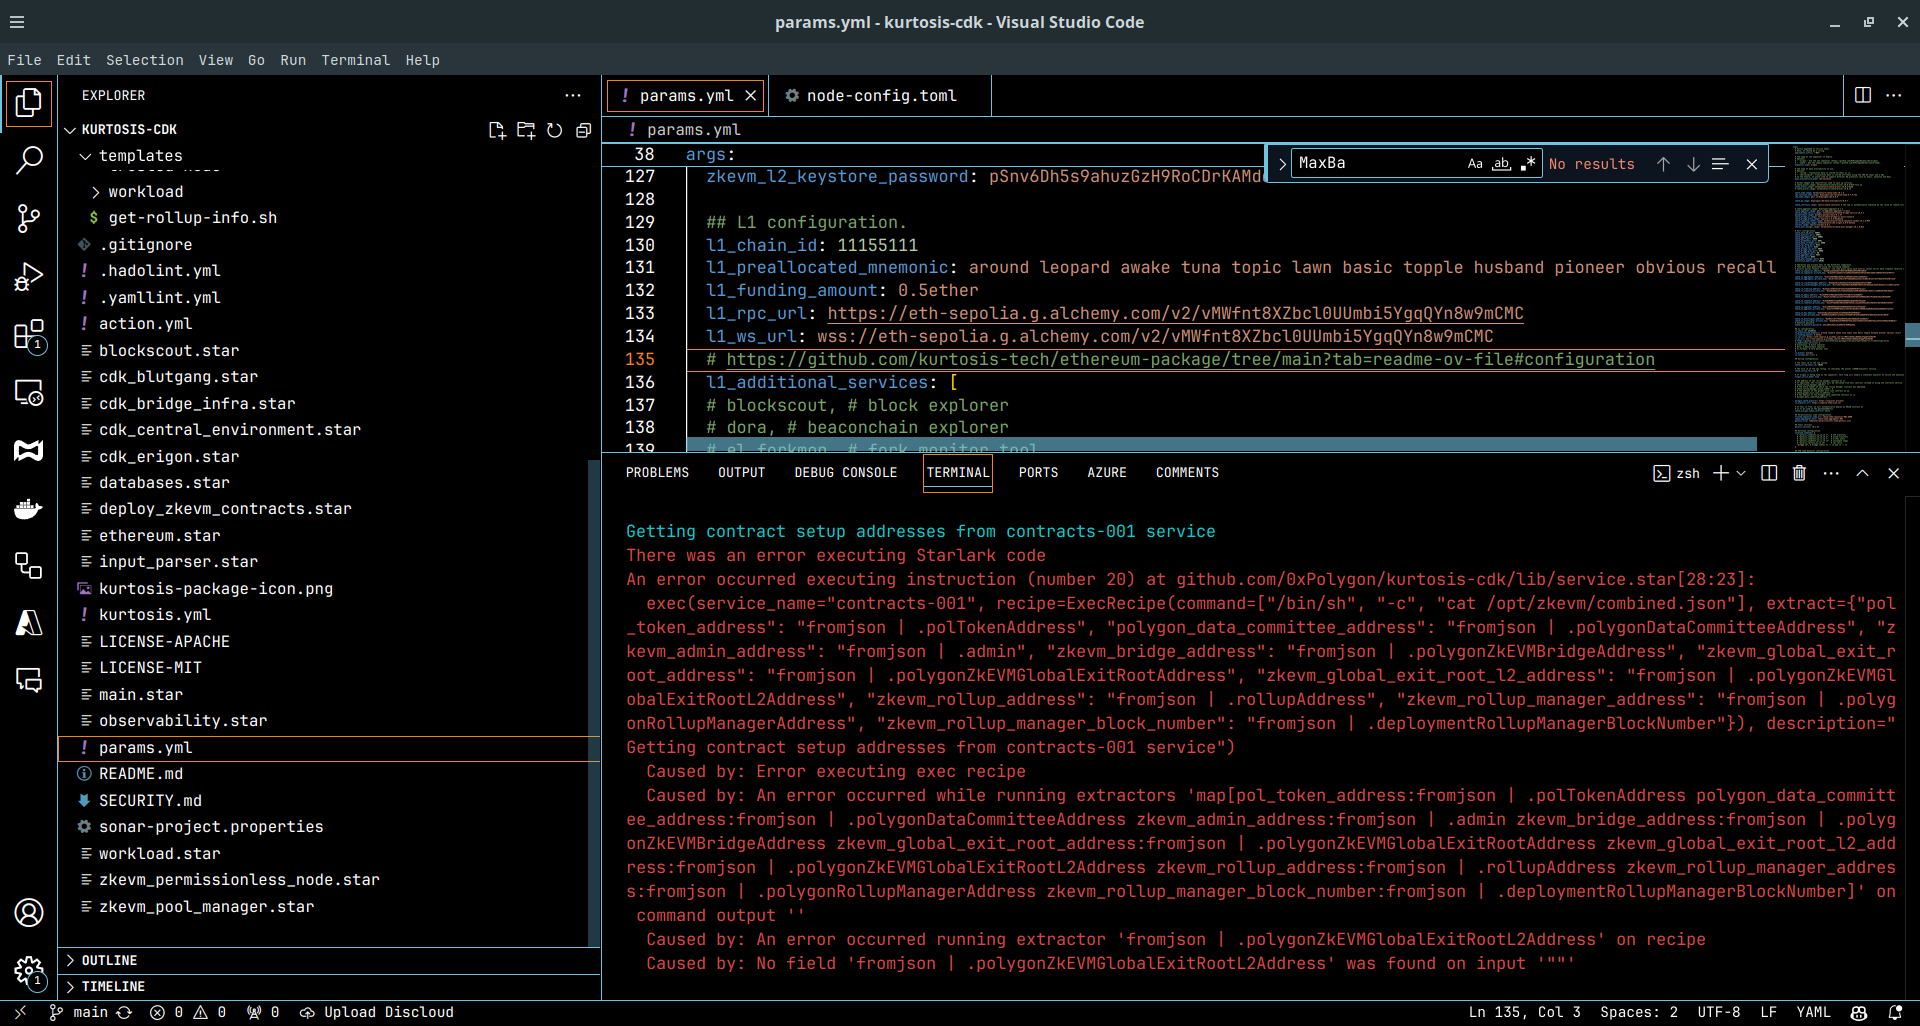 params.yml - kurtosis-cdk - Visual Studio Code
File Edit Selection View Go Run Terminal Help
EXPLORER
KURTOSIS-CDK
templates
workload
$ get-rollup-info.sh
.gitignore
! .hadolint.yml
! .yamllint.yml
! action.yml
blockscout.star
cdk_blutgang.star
cdk_bridge_infra.star
cdk_central_environment.star
cdk_erigon.star
databases.star
deploy_zkevm_contracts.star
ethereum.star
input_parser.star
kurtosis-package-icon.png
! kurtosis.yml
LICENSE-APACHE
LICENSE-MIT
main.star
observability.star
! params.yml
README.md
SECURITY.md
sonar-project.properties
workload.star
zkevm_permissionless_node.star
zkevm_pool_manager.star
OUTLINE
TIMELINE
! params.yml
node-config.toml
! params.yml
MaxBa Aa ab .* No results
38 args:
127 zkevm_l2_keystore_password: pSnv6Dh5s9ahuzGzH9RoCDrKAMd
128
129 ## L1 configuration.
130 l1_chain_id: 11155111
131 l1_preallocated_mnemonic: around leopard awake tuna topic lawn basic topple husband pioneer obvious recall
132 l1_funding_amount: 0.5ether
133 l1_rpc_url: https://eth-sepolia.g.alchemy.com/v2/vMWfnt8XZbcl0UUmbi5YgqQYn8w9mCMC
134 l1_ws_url: wss://eth-sepolia.g.alchemy.com/v2/vMWfnt8XZbcl0UUmbi5YgqQYn8w9mCMC
135 # https://github.com/kurtosis-tech/ethereum-package/tree/main?tab=readme-ov-file#configuration
136 l1_additional_services: [
137 # blockscout, # block explorer
138 # dora, # beaconchain explorer
139 # el_forkmon, # fork monitor tool
PROBLEMS OUTPUT DEBUG CONSOLE TERMINAL PORTS AZURE COMMENTS
zsh
Getting contract setup addresses from contracts-001 service
There was an error executing Starlark code
An error occurred executing instruction (number 20) at github.com/0xPolygon/kurtosis-cdk/lib/service.star[28:23]:
exec(service_name="contracts-001", recipe=ExecRecipe(command=["/bin/sh", "-c", "cat /opt/zkevm/combined.json"], extract={"pol
_token_address": "fromjson | .polTokenAddress", "polygon_data_committee_address": "fromjson | .polygonDataCommitteeAddress", "z
kevm_admin_address": "fromjson | .admin", "zkevm_bridge_address": "fromjson | .polygonZkEVMBridgeAddress", "zkevm_global_exit_r
oot_address": "fromjson | .polygonZkEVMGlobalExitRootAddress", "zkevm_global_exit_root_l2_address": "fromjson | .polygonZkEVMGl
obalExitRootL2Address", "zkevm_rollup_address": "fromjson | .rollupAddress", "zkevm_rollup_manager_address": "fromjson | .polyg
onRollupManagerAddress", "zkevm_rollup_manager_block_number": "fromjson | .deploymentRollupManagerBlockNumber"}), description="
Getting contract setup addresses from contracts-001 service")
Caused by: Error executing exec recipe
Caused by: An error occurred while running extractors 'map[pol_token_address:fromjson | .polTokenAddress polygon_data_committ
ee_address:fromjson | .polygonDataCommitteeAddress zkevm_admin_address:fromjson | .admin zkevm_bridge_address:fromjson | .polyg
onZkEVMBridgeAddress zkevm_global_exit_root_address:fromjson | .polygonZkEVMGlobalExitRootAddress zkevm_global_exit_root_l2_add
ress:fromjson | .polygonZkEVMGlobalExitRootL2Address zkevm_rollup_address:fromjson | .rollupAddress zkevm_rollup_manager_addres
s:fromjson | .polygonRollupManagerAddress zkevm_rollup_manager_block_number:fromjson | .deploymentRollupManagerBlockNumber]' on
command output ''
Caused by: An error occurred running extractor 'fromjson | .polygonZkEVMGlobalExitRootL2Address' on recipe
Caused by: No field 'fromjson | .polygonZkEVMGlobalExitRootL2Address' was found on input '""'
main 0 0 0 Upload Discloud
Ln 135, Col 3 Spaces: 2 UTF-8 LF YAML